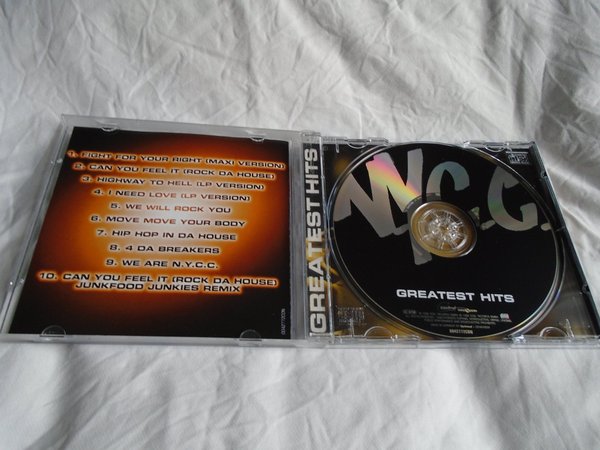 1. FIGHT FOR YOUR RIGHT (MAXI VERSION)
2. CAN YOU FEEL IT (ROCK DA HOUSE)
3. HIGHWAY TO HELL (LP VERSION)
4. I NEED LOVE (LP VERSION)
5. WE WILL ROCK YOU
6. MOVE MOVE YOUR BODY
7. HIP HOP IN DA HOUSE
8. 4 DA BREAKERS
9. WE ARE N.Y.C.C.
10. CAN YOU FEEL IT (ROCK DA HOUSE)
JUNKFOOD JUNKIES REMIX
GREATEST HITS
N.Y.C.C.
GREATEST HITS